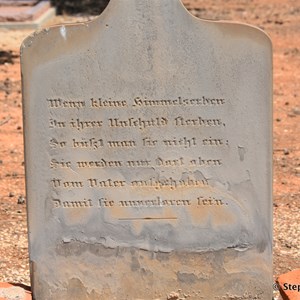 Wenn kleine Himmelserben
In ihrer Unschuld sterben,
So büßt man sie nicht ein;
Sie werden nur dort oben
Vom Vater aufgehoben
Damit sie unverloren sein.
© Step